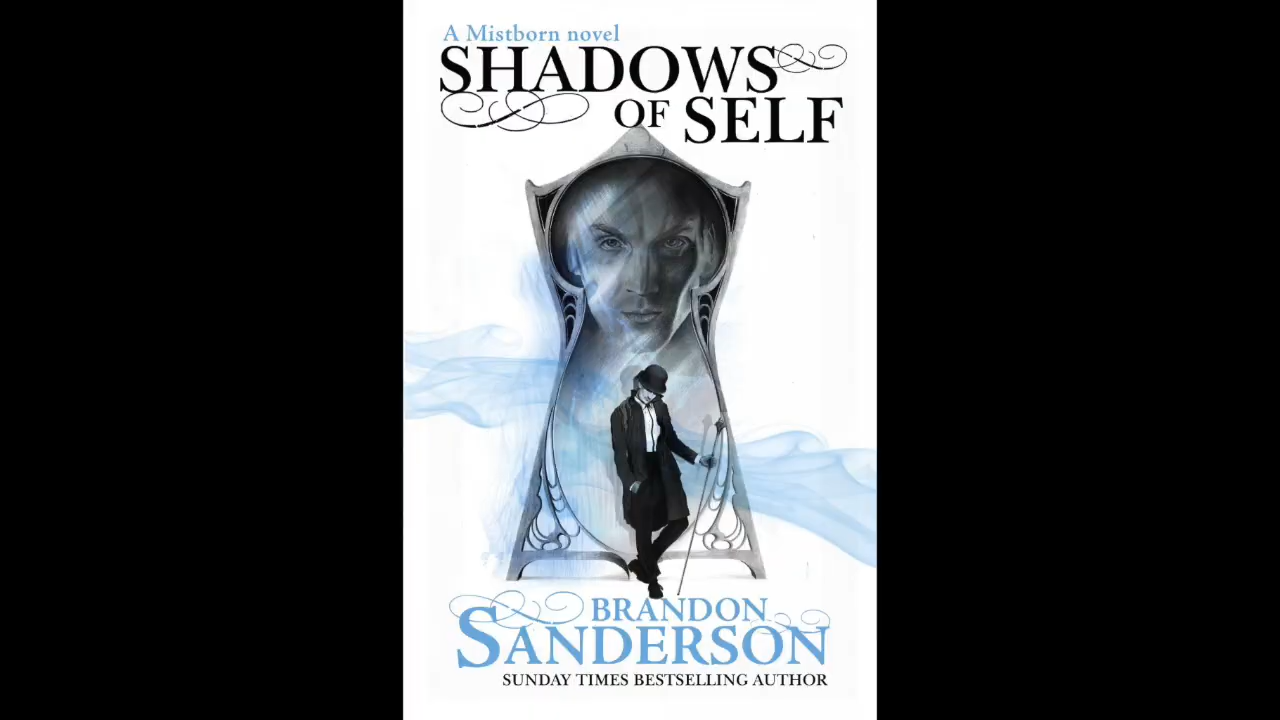 A Mistborn novel
SHADOWS
OF SELF
BRANDON
SANDERSON
SUNDAY TIMES BESTSELLING AUTHOR